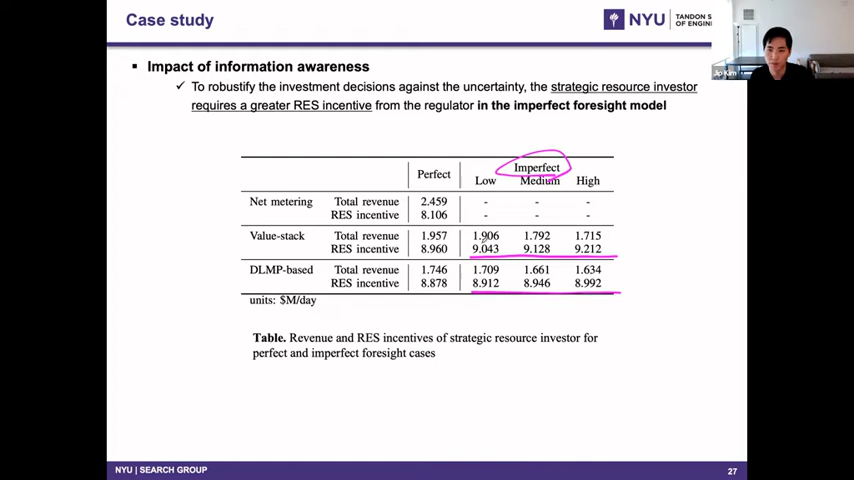 Case study
NYU
TANDON S
OF ENGINE
Jip Kim
▪ Impact of information awareness
✓ To robustify the investment decisions against the uncertainty, the strategic resource investor
requires a greater RES incentive from the regulator in the imperfect foresight model
Perfect Imperfect
Low Medium High
Net metering Total revenue 2.459 - - -
RES incentive 8.106 - - -
Value-stack Total revenue 1.957 1.906 1.792 1.715
RES incentive 8.960 9.043 9.128 9.212
DLMP-based Total revenue 1.746 1.709 1.661 1.634
RES incentive 8.878 8.912 8.946 8.992
units: $M/day
Table. Revenue and RES incentives of strategic resource investor for
perfect and imperfect foresight cases
NYU | SEARCH GROUP
27